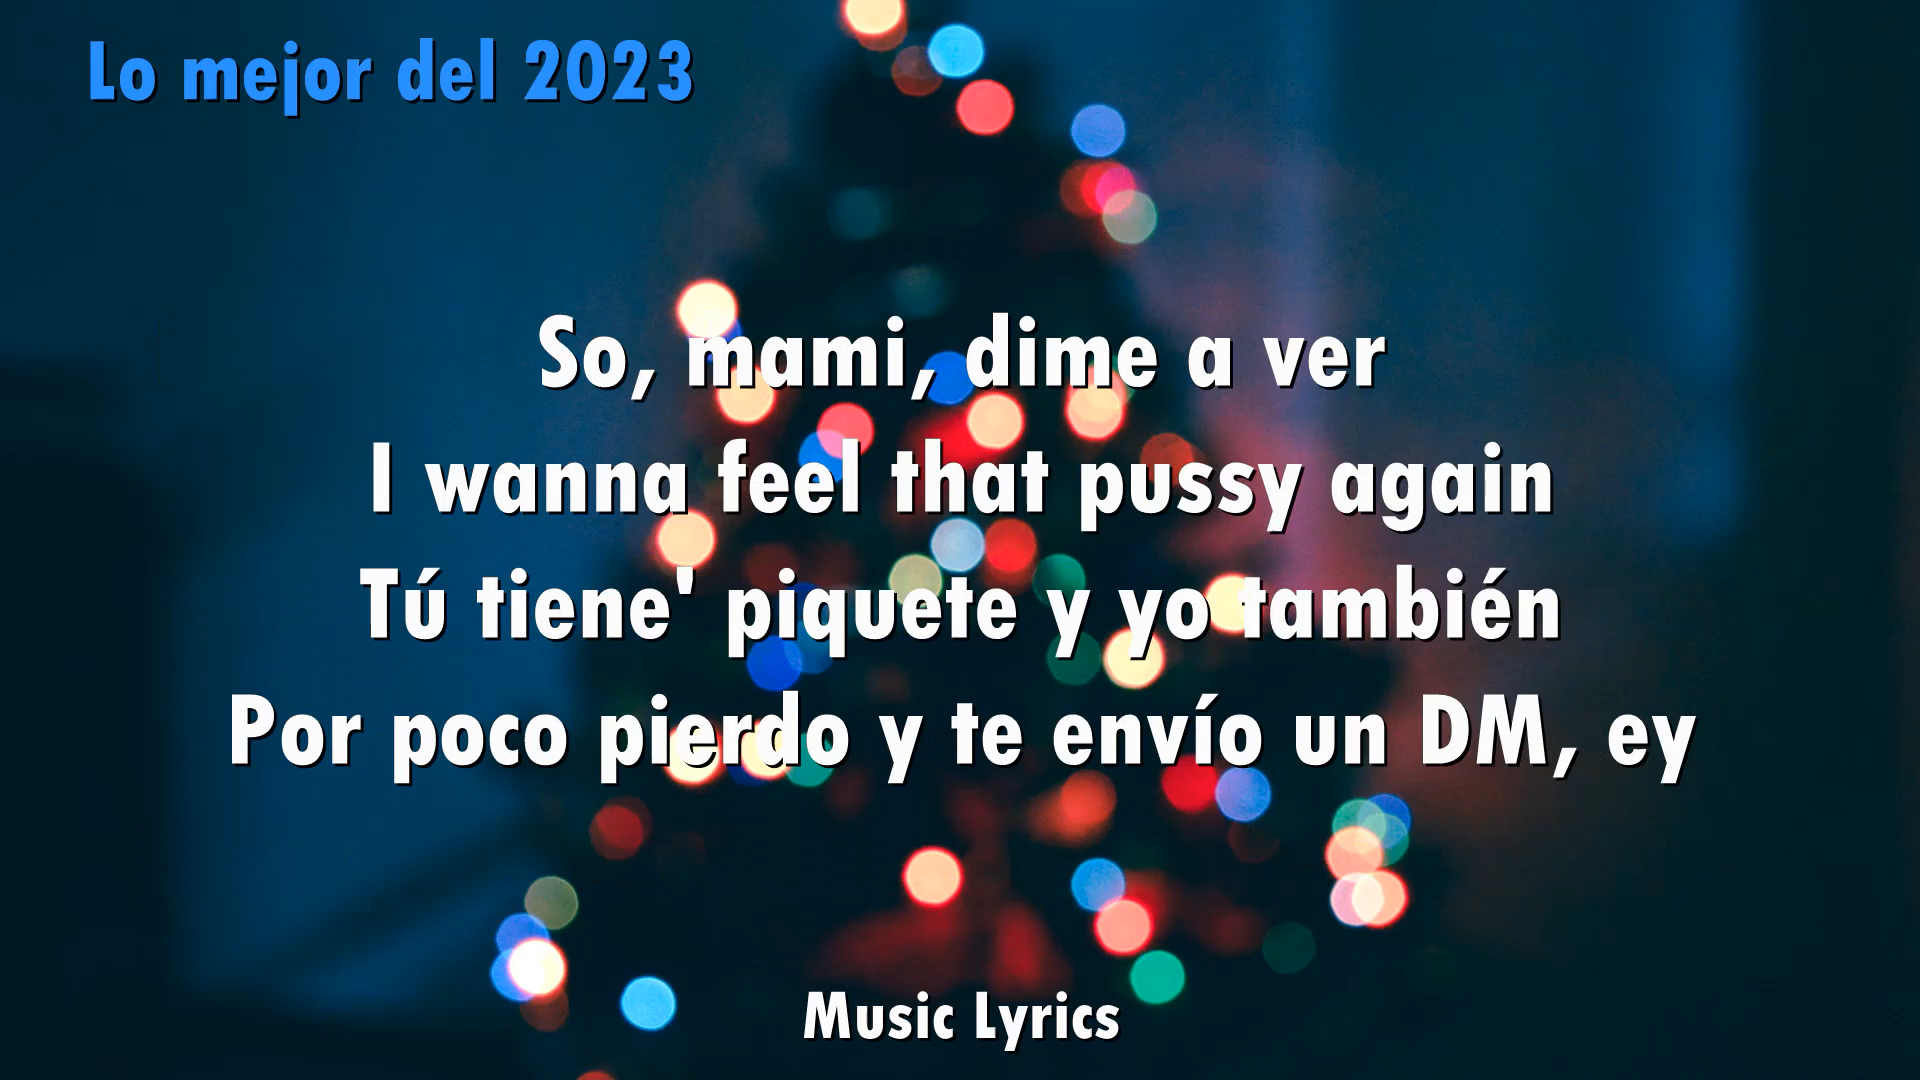 Lo mejor del 2023
So, mami, dime a ver
I wanna feel that pussy again
Tú tiene' piquete y yo también
Por poco pierdo y te envío un DM, ey
Music Lyrics